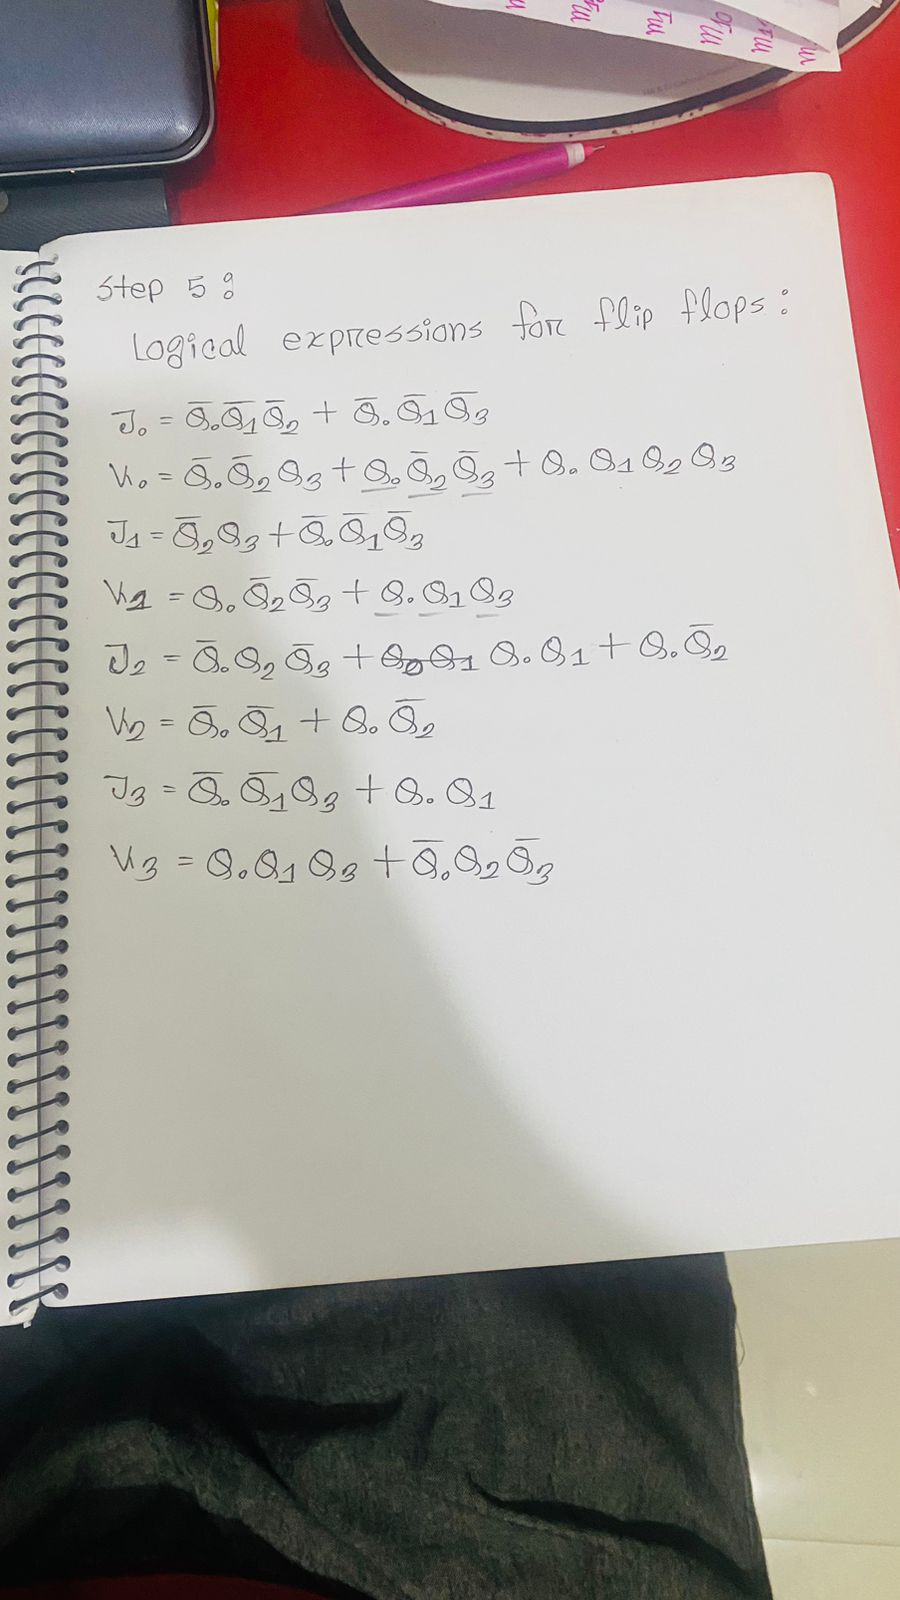 Step 5:
Logical expressions for flip flops:
J₀ = Q̅₀Q̅₁Q̅₂ + Q̅₀Q̅₁Q̅₃
K₀ = Q̅₀Q̅₂Q₃ + Q₀Q̅₂Q̅₃ + Q₀Q₁Q₂Q₃
J₁ = Q̅₂Q₃ + Q̅₀Q̅₁Q̅₃
K₁ = Q₀Q̅₂Q̅₃ + Q₀Q₁Q₃
J₂ = Q̅₀Q₂Q̅₃ + Q₀Q₁ + Q₀Q̅₂
K₂ = Q̅₀Q̅₁ + Q₀Q̅₂
J₃ = Q̅₀Q̅₁Q₃ + Q₀Q₁
K₃ = Q₀Q₁Q₃ + Q̅₀Q₂Q̅₃